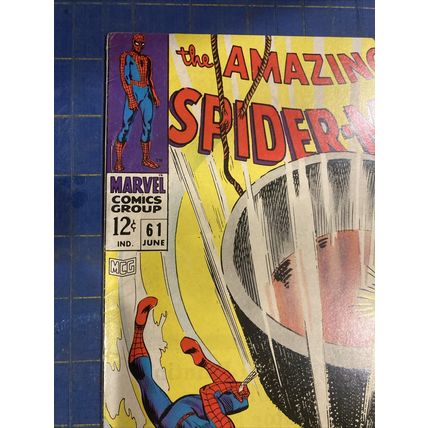 the AMAZING
SPIDER-
MARVEL
COMICS
GROUP
12¢ 61
IND. JUNE
MCG